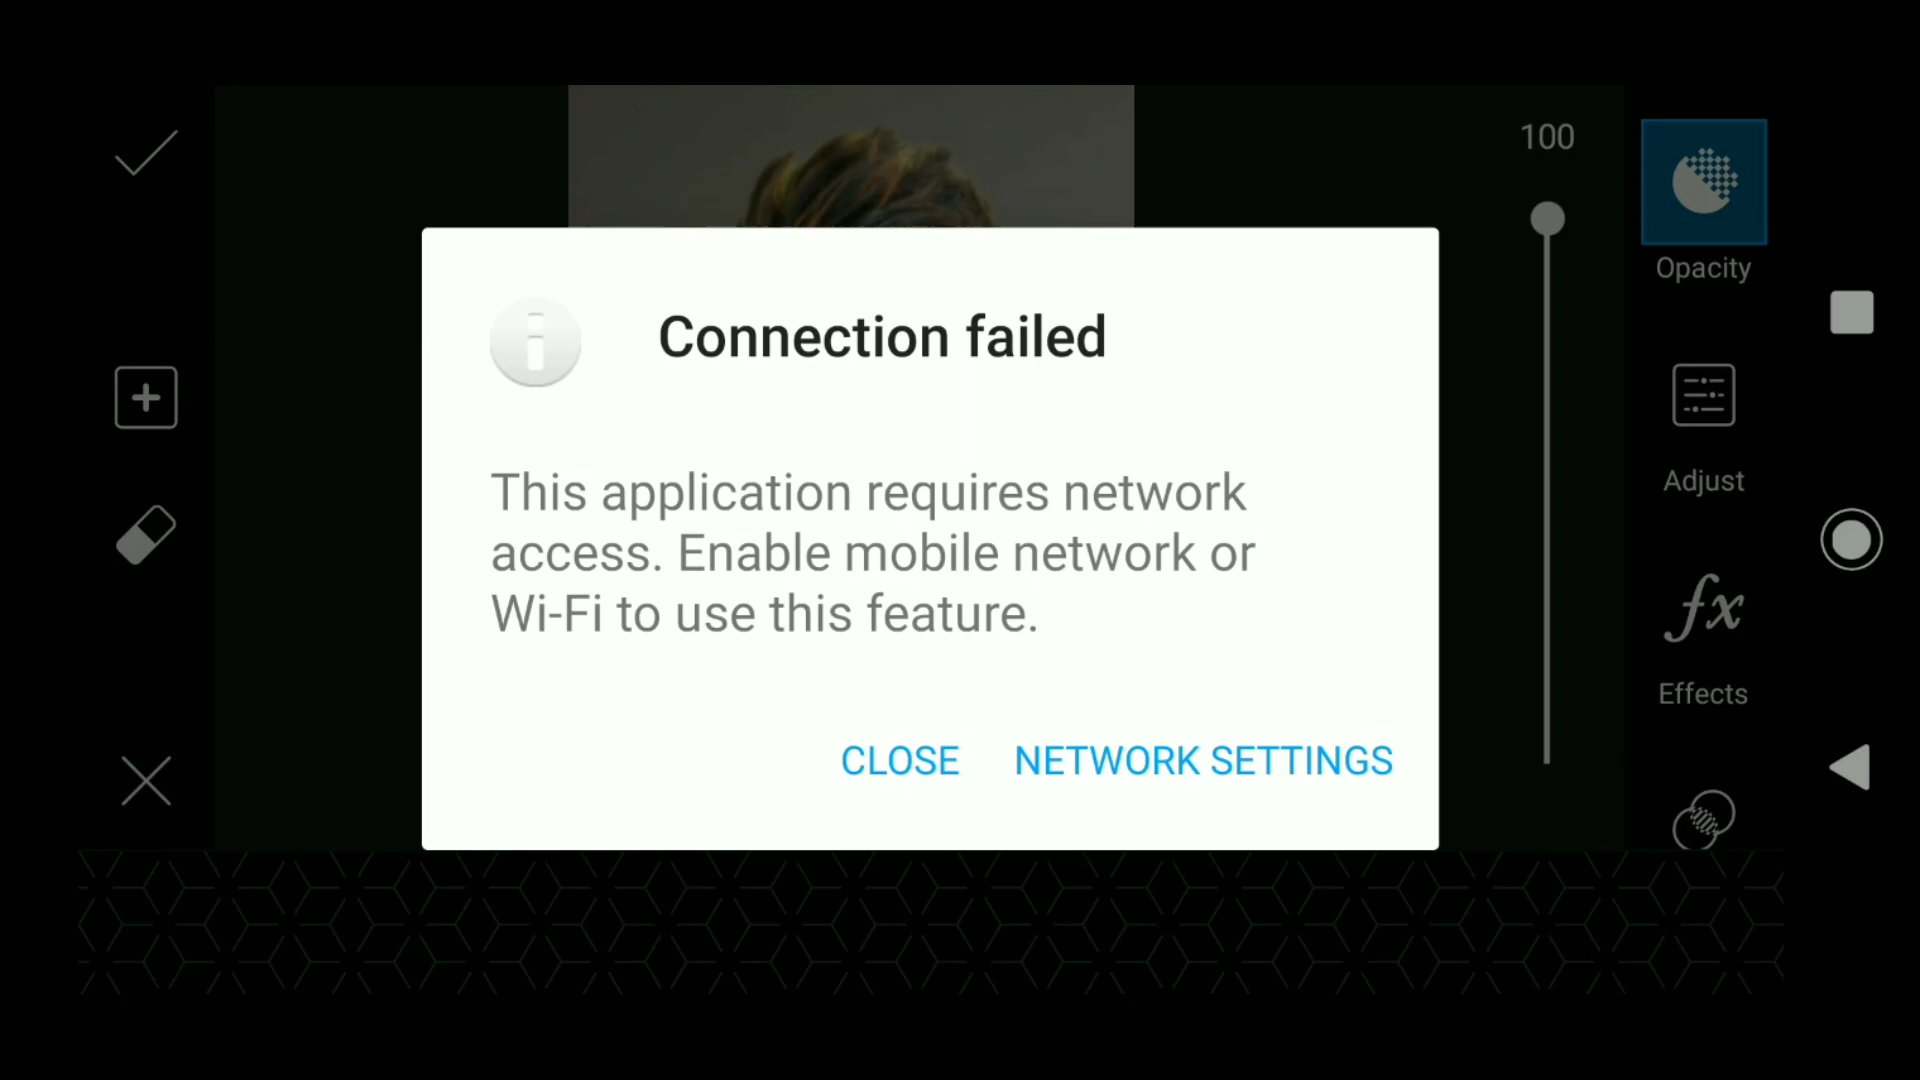 100
Opacity
Connection failed
This application requires network
access. Enable mobile network or
Wi-Fi to use this feature.
CLOSE NETWORK SETTINGS
Adjust
fx
Effects